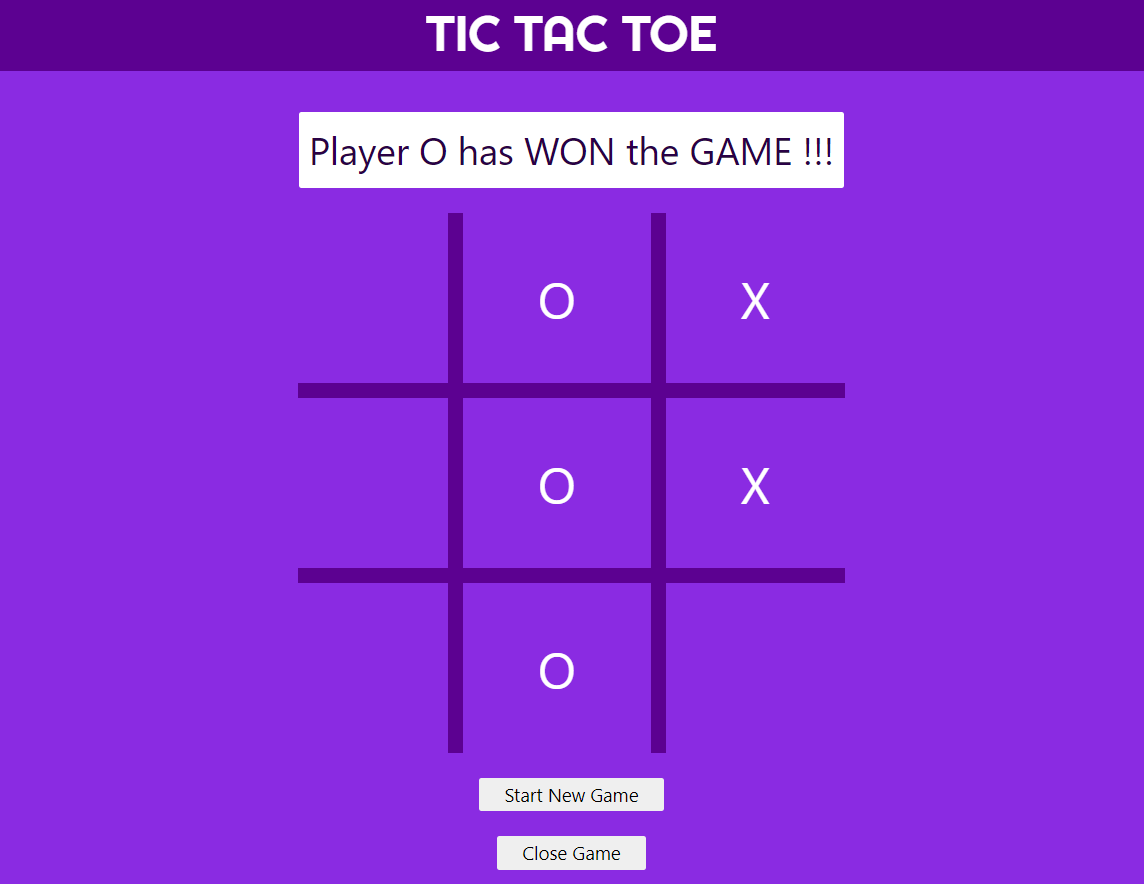 TIC TAC TOE
Player O has WON the GAME !!!
O X
O X
O
Start New Game
Close Game